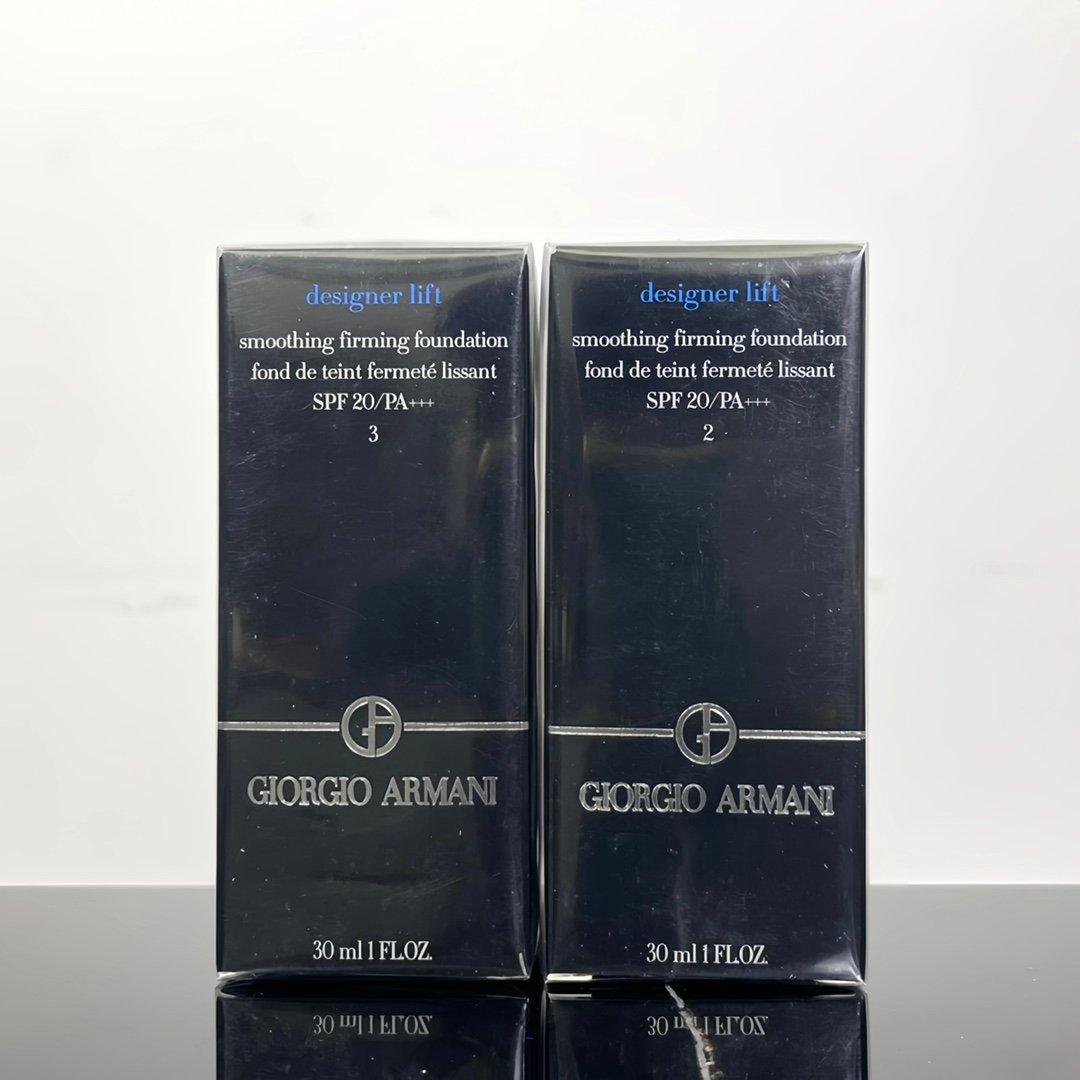 designer lift
smoothing firming foundation
fond de teint fermeté lissant
SPF 20/PA+++
3
GIORGIO ARMANI
30 ml 1 FL.OZ.
designer lift
smoothing firming foundation
fond de teint fermeté lissant
SPF 20/PA+++
2
GIORGIO ARMANI
30 ml 1 FL.OZ.